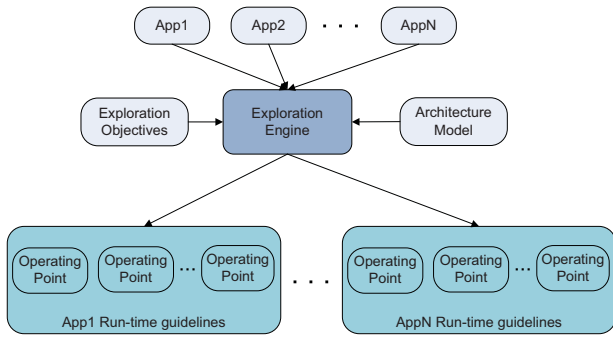 App1 App2 . . . AppN
Exploration Objectives
Exploration Engine
Architecture Model
Operating Point Operating Point ... Operating Point
App1 Run-time guidelines
. . .
Operating Point Operating Point ... Operating Point
AppN Run-time guidelines